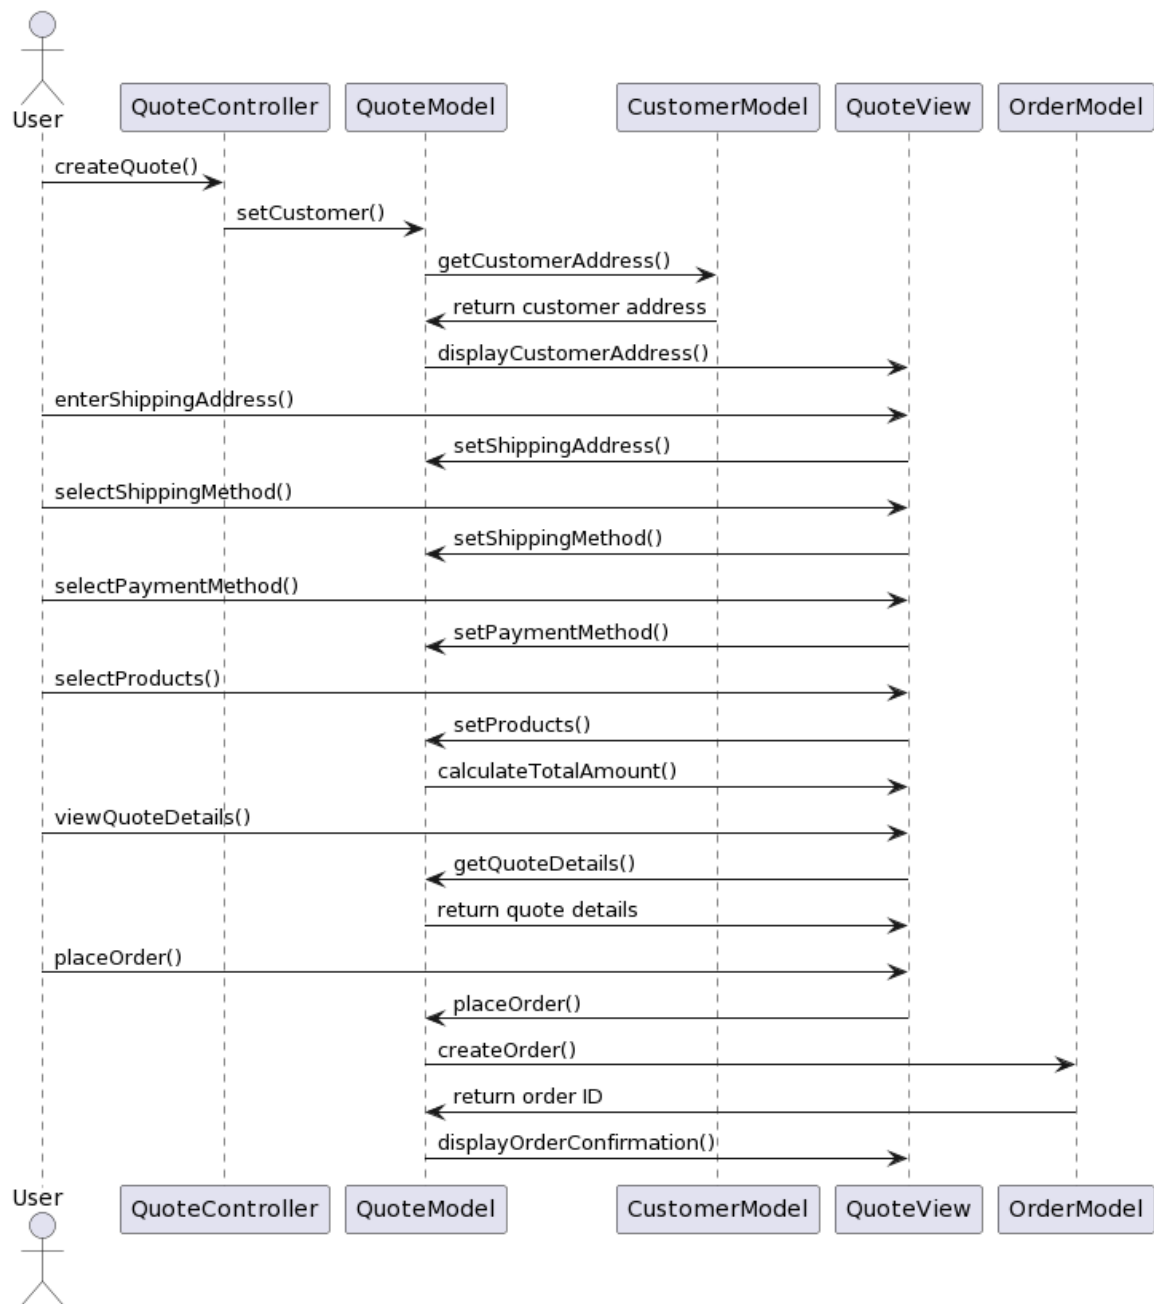 User
QuoteController
QuoteModel
CustomerModel
QuoteView
OrderModel
createQuote()
setCustomer()
getCustomerAddress()
return customer address
displayCustomerAddress()
enterShippingAddress()
setShippingAddress()
selectShippingMethod()
setShippingMethod()
selectPaymentMethod()
setPaymentMethod()
selectProducts()
setProducts()
calculateTotalAmount()
viewQuoteDetails()
getQuoteDetails()
return quote details
placeOrder()
placeOrder()
createOrder()
return order ID
displayOrderConfirmation()
User
QuoteController
QuoteModel
CustomerModel
QuoteView
OrderModel